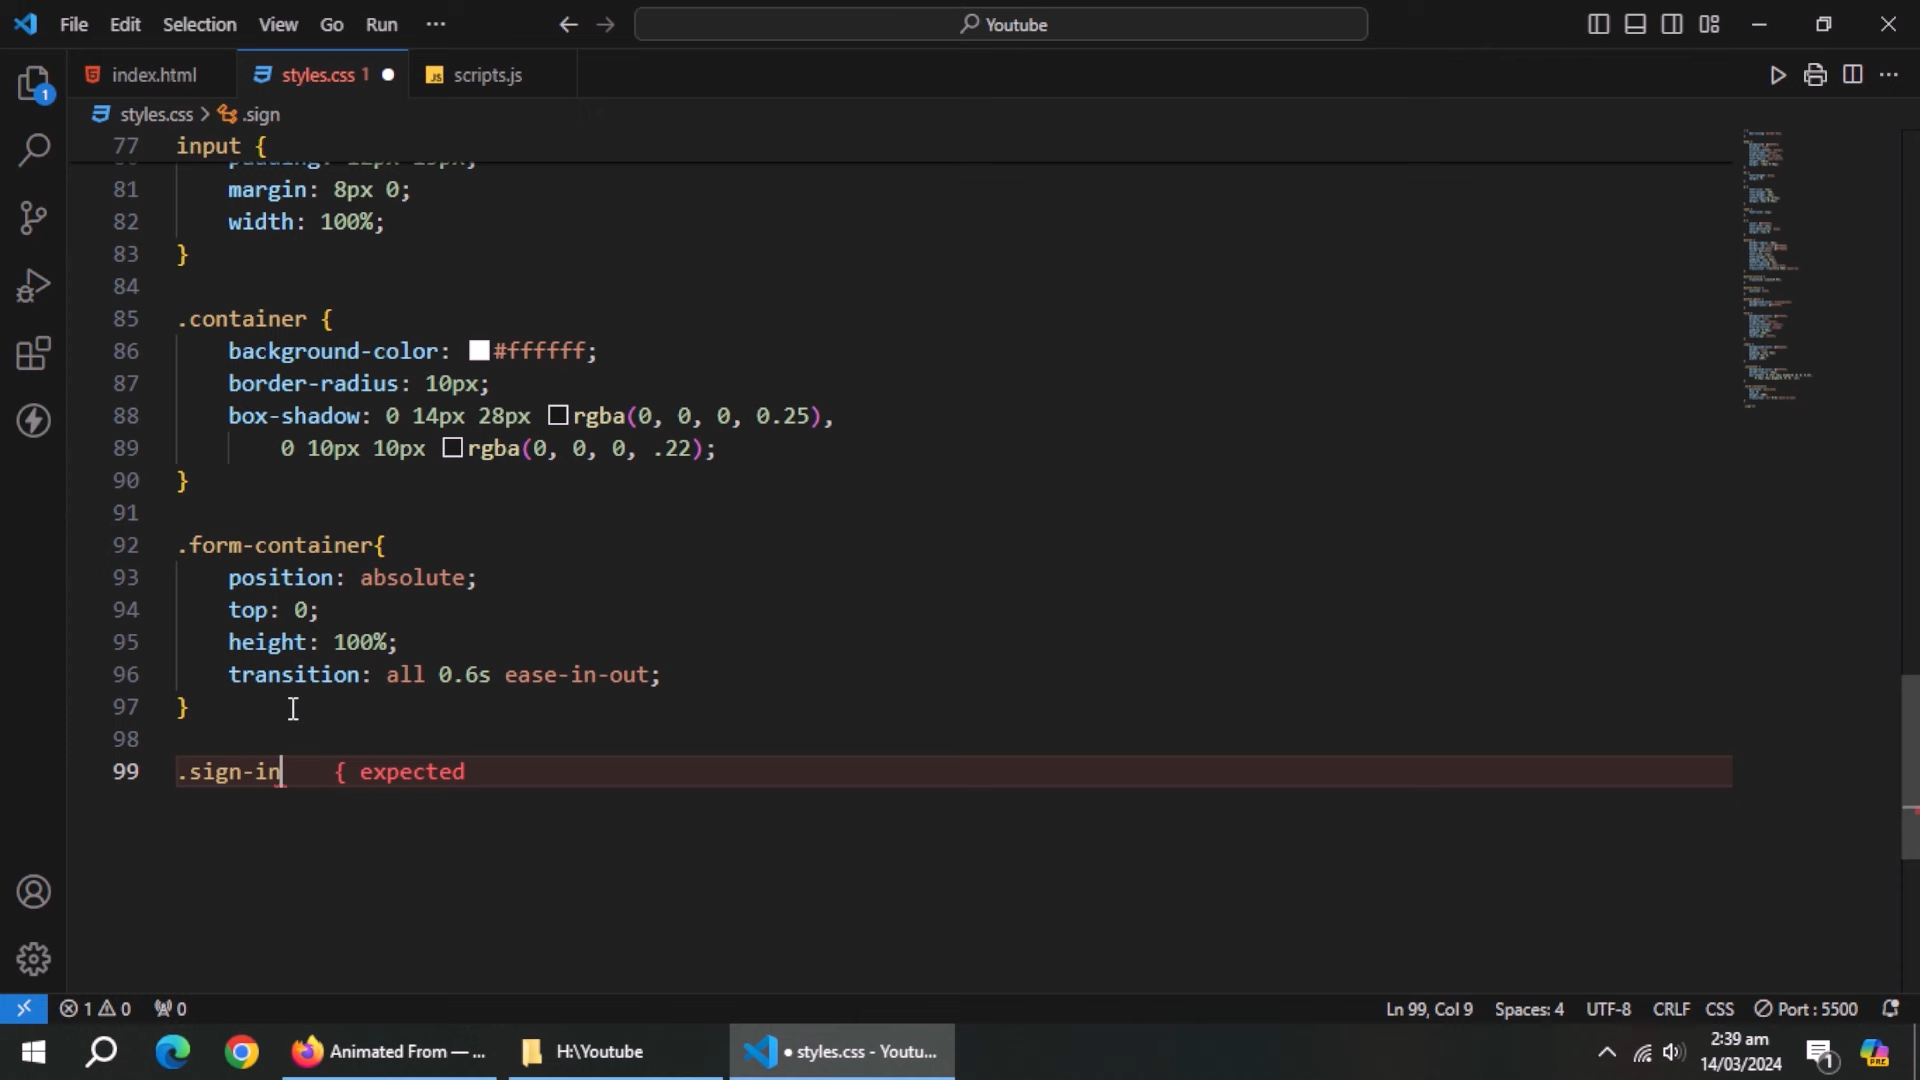 File Edit Selection View Go Run ··· Youtube
index.html styles.css 1 scripts.js
styles.css > .sign
77 input {
81 margin: 8px 0;
82 width: 100%;
83 }
84
85 .container {
86 background-color: #ffffff;
87 border-radius: 10px;
88 box-shadow: 0 14px 28px rgba(0, 0, 0, 0.25),
89 0 10px 10px rgba(0, 0, 0, .22);
90 }
91
92 .form-container{
93 position: absolute;
94 top: 0;
95 height: 100%;
96 transition: all 0.6s ease-in-out;
97 }
98
99 .sign-in { expected
1 0 0 Ln 99, Col 9 Spaces: 4 UTF-8 CRLF CSS Port : 5500
Animated From — ... H:\Youtube ● styles.css - Youtu... 2:39 am
14/03/2024